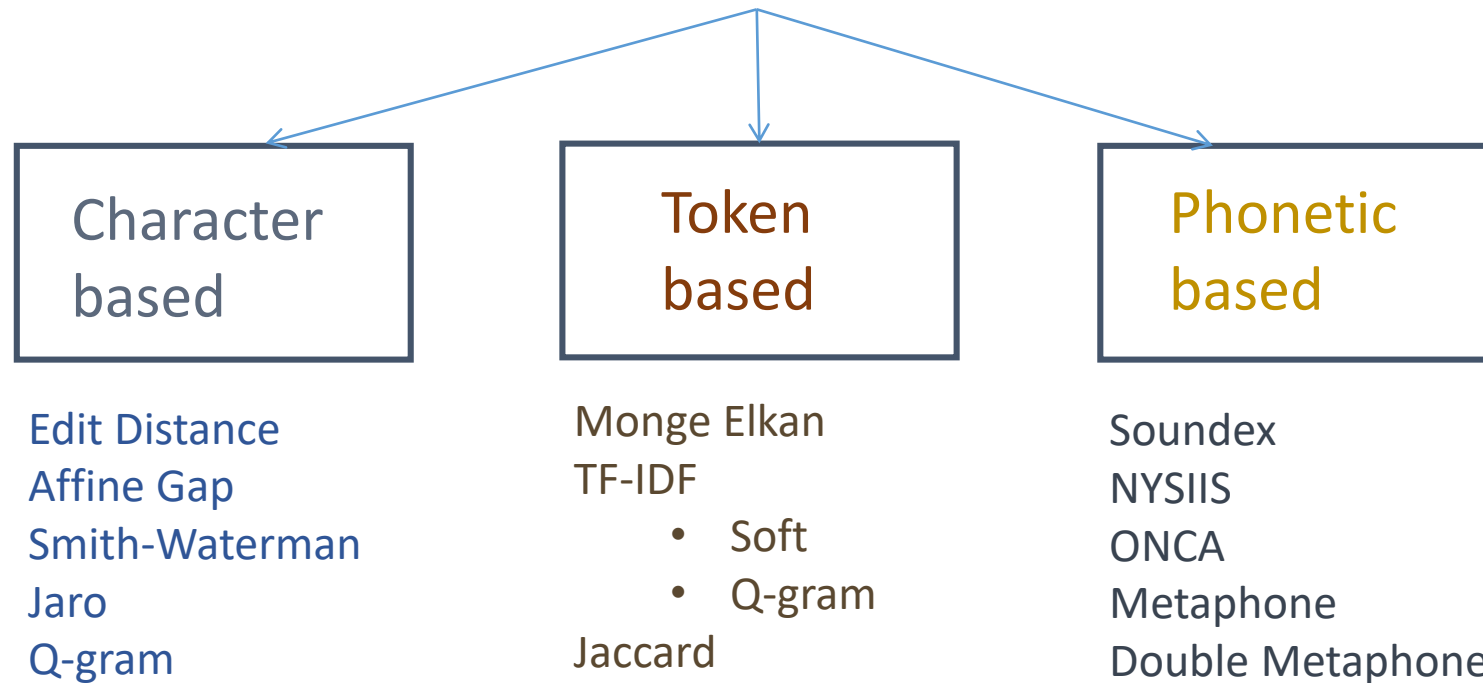 Character
based
Token
based
Phonetic
based
Edit Distance
Affine Gap
Smith-Waterman
Jaro
Q-gram
Monge Elkan
TF-IDF
• Soft
• Q-gram
Jaccard
Soundex
NYSIIS
ONCA
Metaphone
Double Metaphone